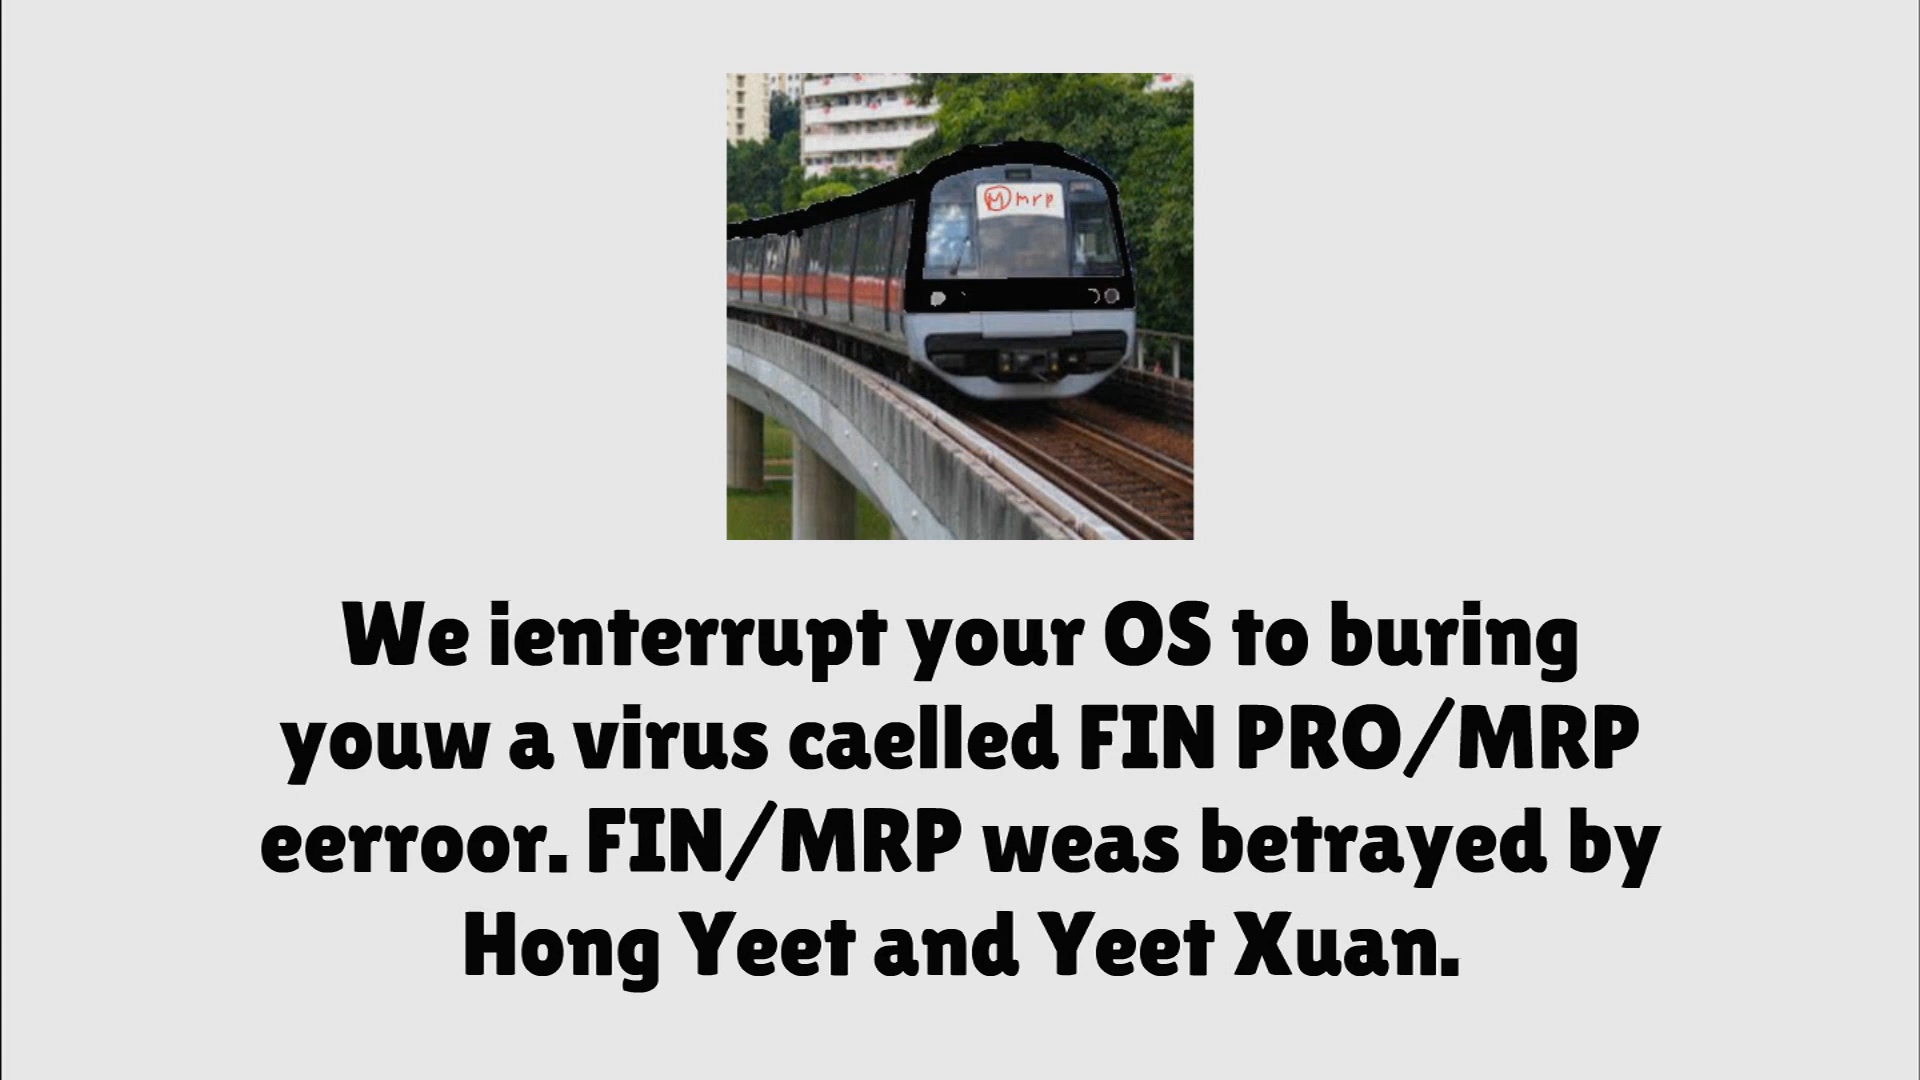 M mrp
We ienterrupt your OS to buring
youw a virus caelled FIN PRO/MRP
eerroor. FIN/MRP weas betrayed by
Hong Yeet and Yeet Xuan.